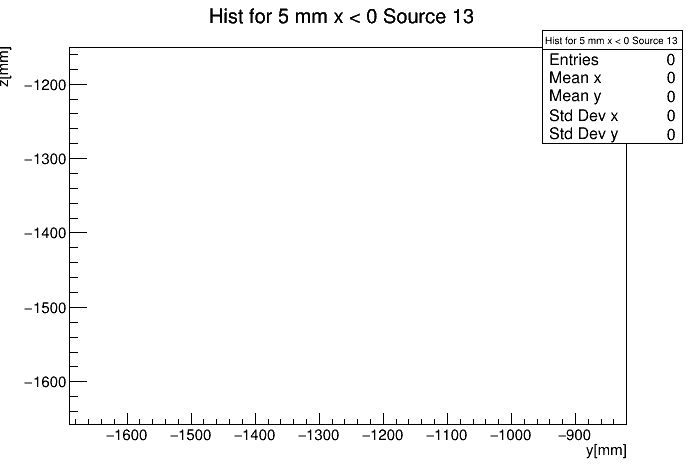 Hist for 5 mm x < 0 Source 13
z[mm]
Hist for 5 mm x < 0 Source 13
Entries 0
Mean x 0
Mean y 0
Std Dev x 0
Std Dev y 0
−1200
−1300
−1400
−1500
−1600
−1600 −1500 −1400 −1300 −1200 −1100 −1000 −900
y[mm]